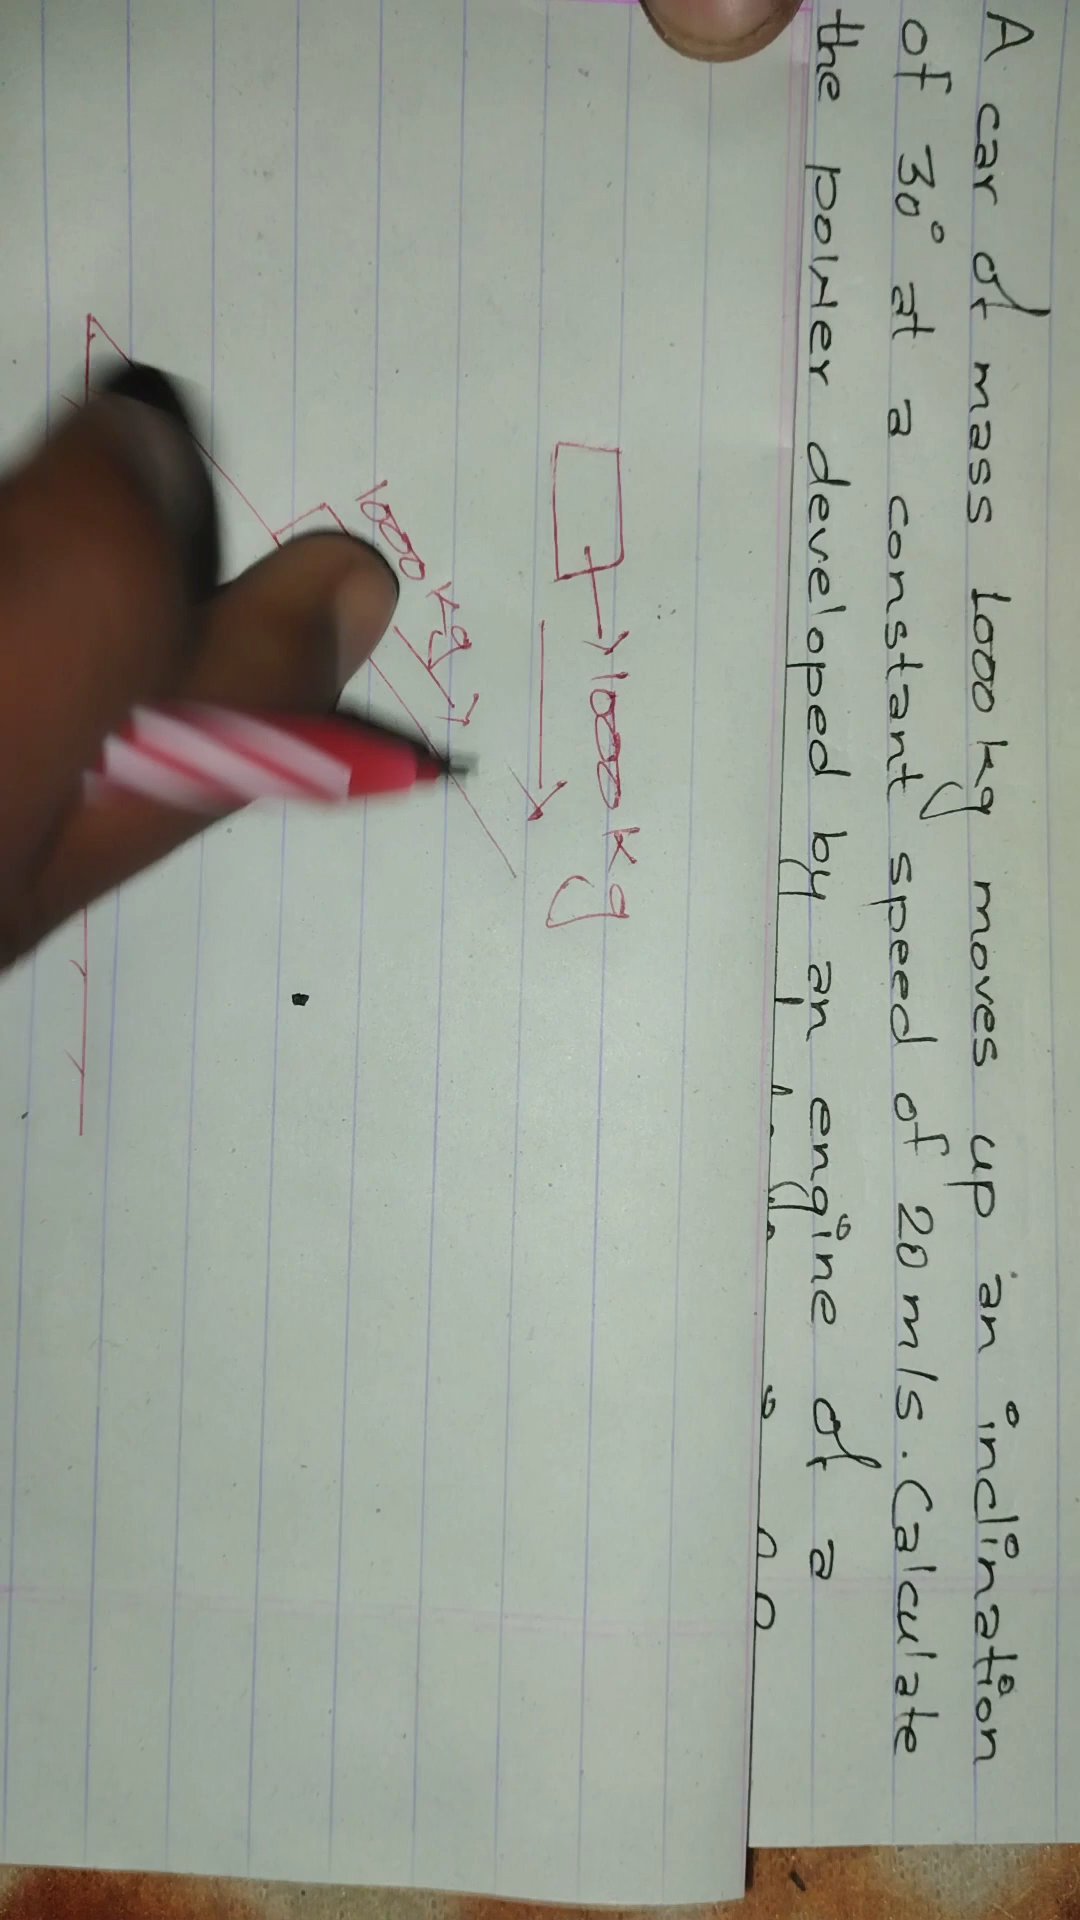 A car of mass 1000 kg moves up an inclination
of 30° at a constant speed of 20 m/s. Calculate
the power developed by an engine of a
1000 kg
1000 kg